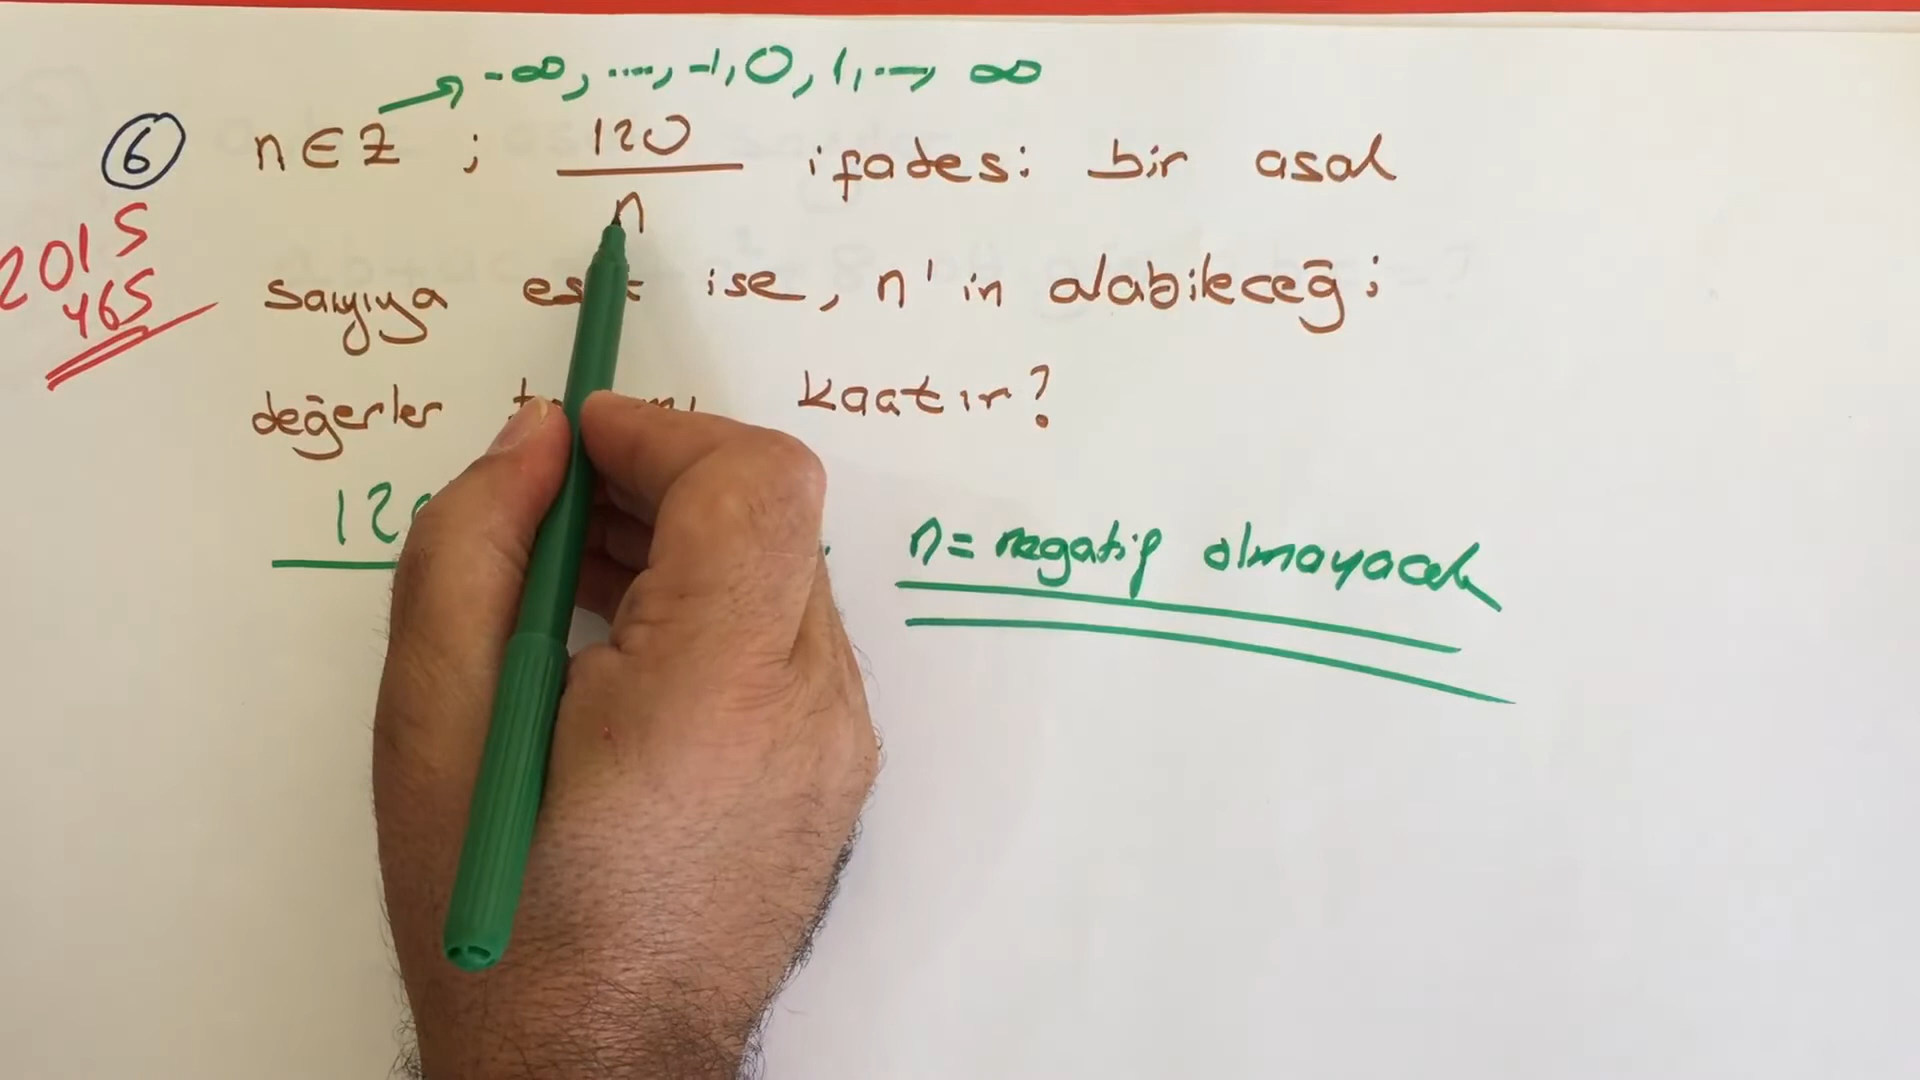 -∞, ...., -1, 0, 1, ..., ∞
6 n∈Z ; 120/n ifadesi bir asal
2015 YGS
sayıya ise, n'in alabileceği
değerler kaçtır?
n = negatif olmayacak